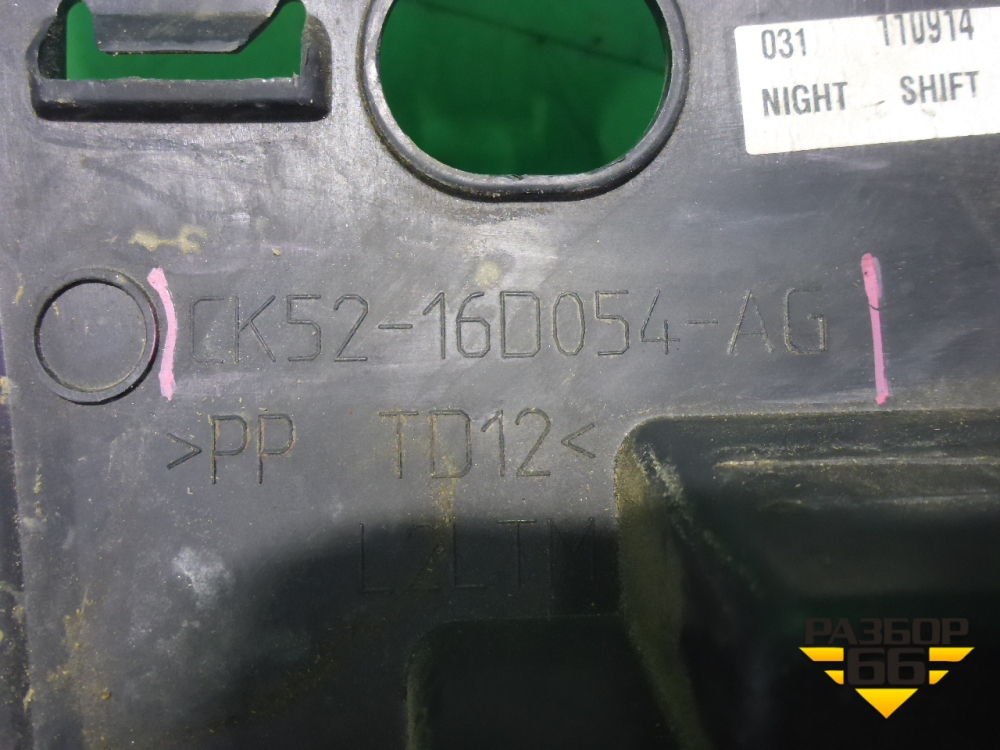 031 110914
NIGHT SHIFT
CK52-16D054-AG
>PP TD12<
L2LTM
РАЗБОР
66